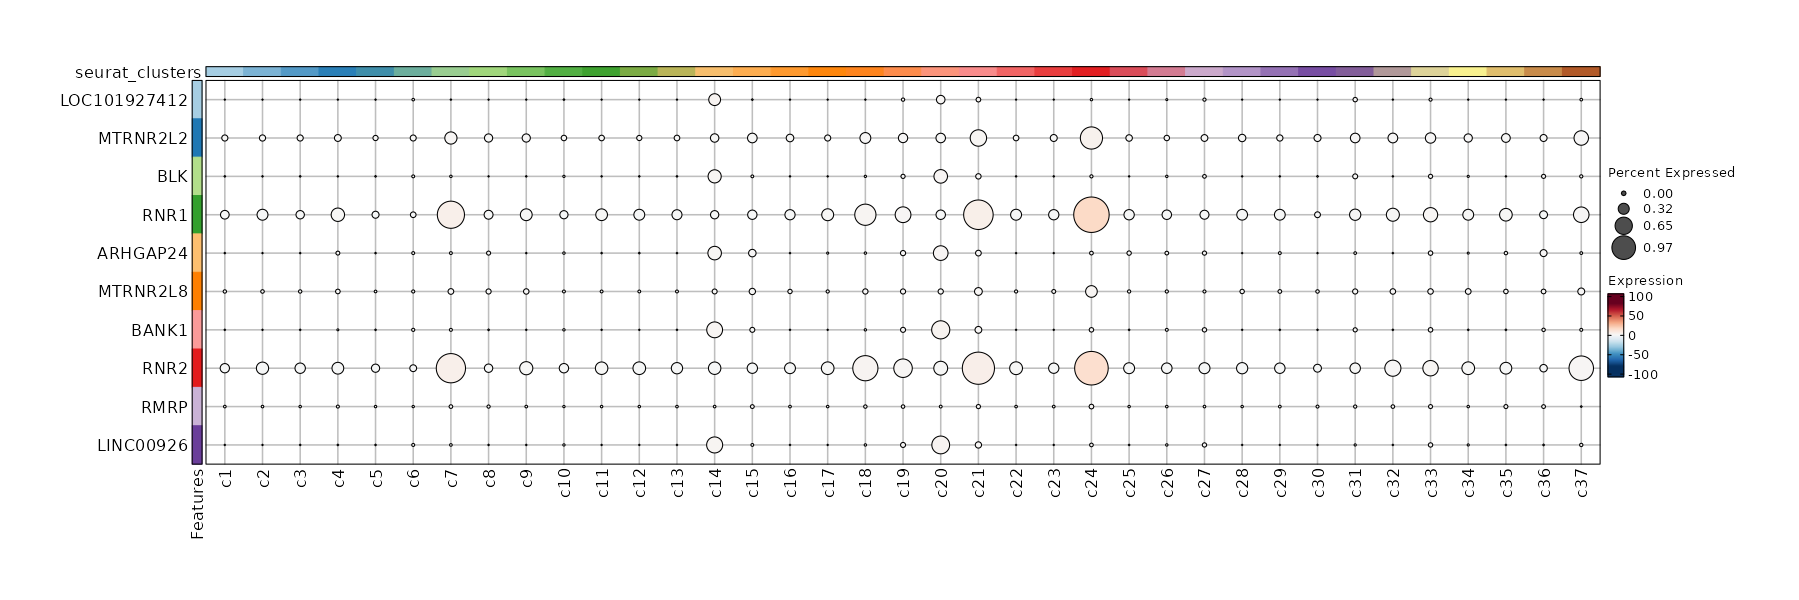 seurat_clusters
LOC101927412
MTRNR2L2
BLK
RNR1
ARHGAP24
MTRNR2L8
BANK1
RNR2
RMRP
LINC00926
Features
c1 c2 c3 c4 c5 c6 c7 c8 c9 c10 c11 c12 c13 c14 c15 c16 c17 c18 c19 c20 c21 c22 c23 c24 c25 c26 c27 c28 c29 c30 c31 c32 c33 c34 c35 c36 c37
Percent Expressed
0.00
0.32
0.65
0.97
Expression
100
50
0
-50
-100